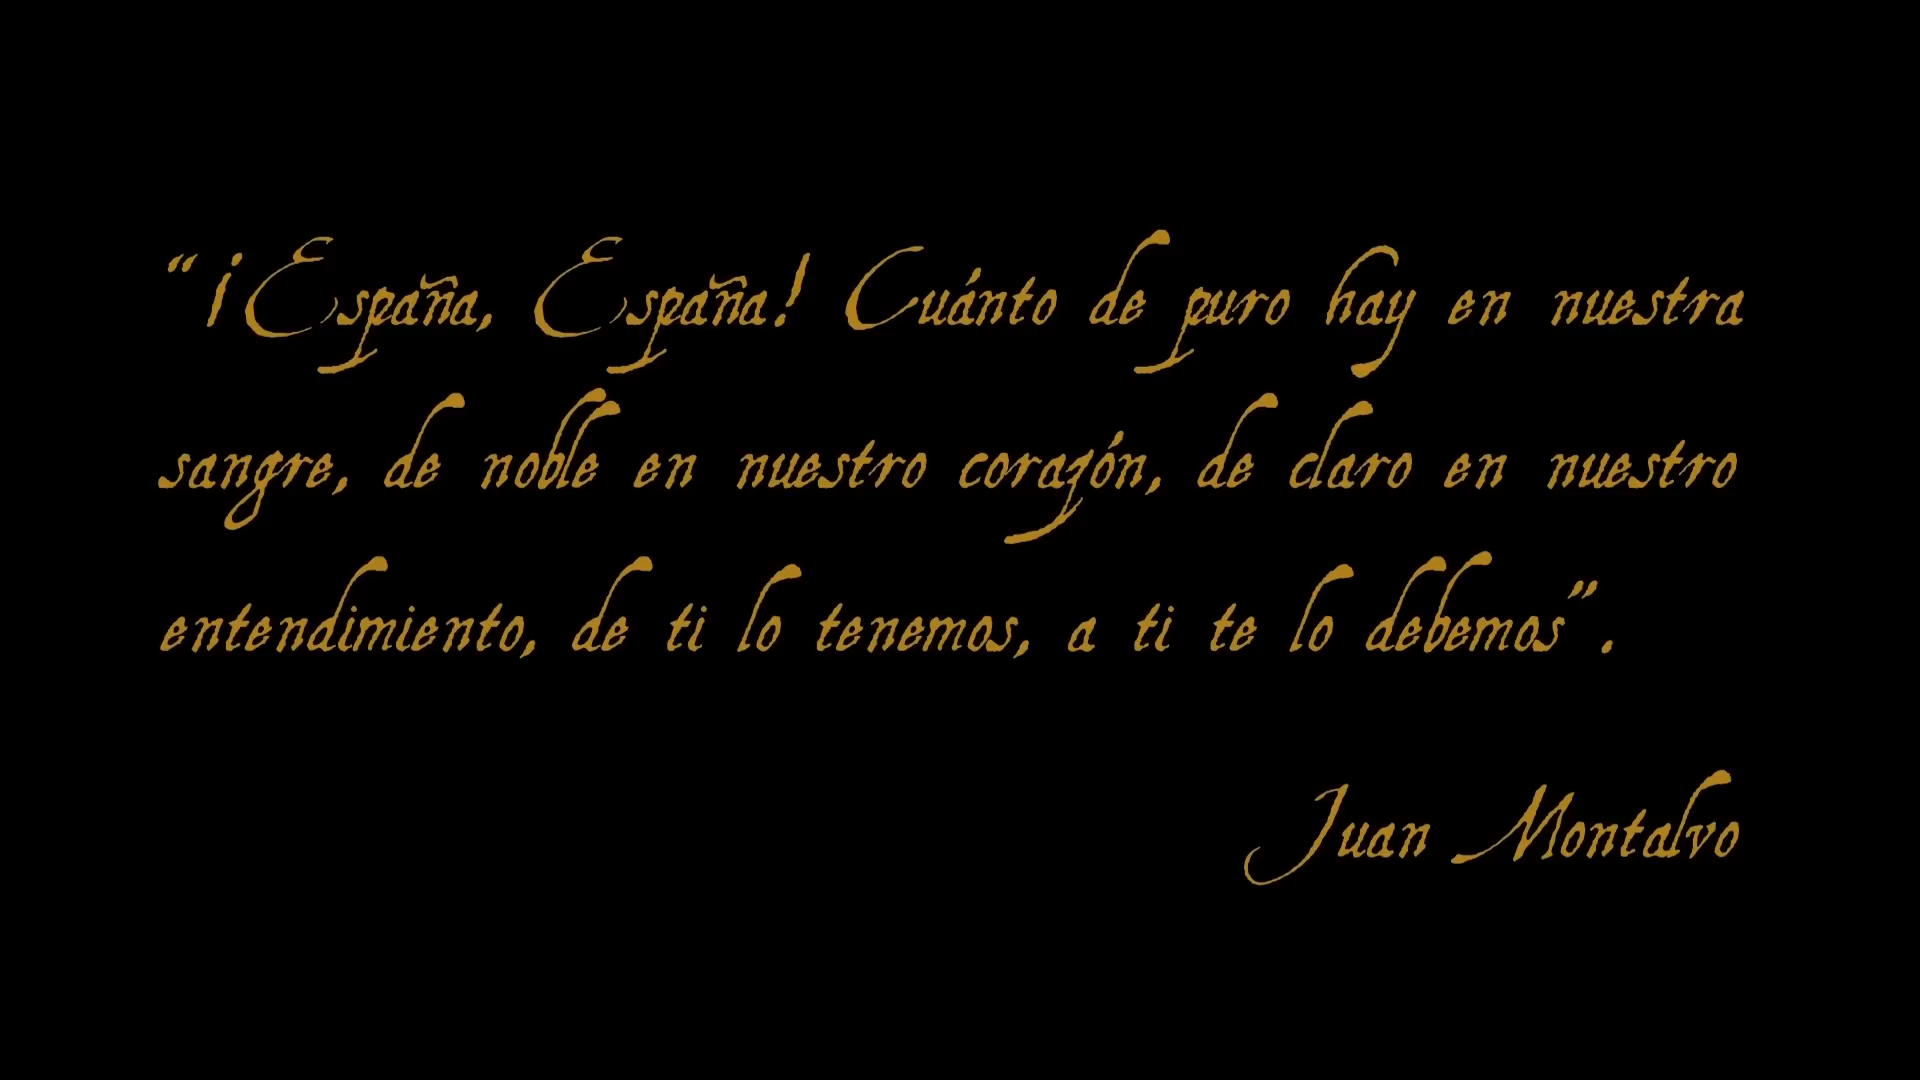 “¡España, España! Cuánto de puro hay en nuestra
sangre, de noble en nuestro corazón, de claro en nuestro
entendimiento, de ti lo tenemos, a ti te lo debemos”.
Juan Montalvo